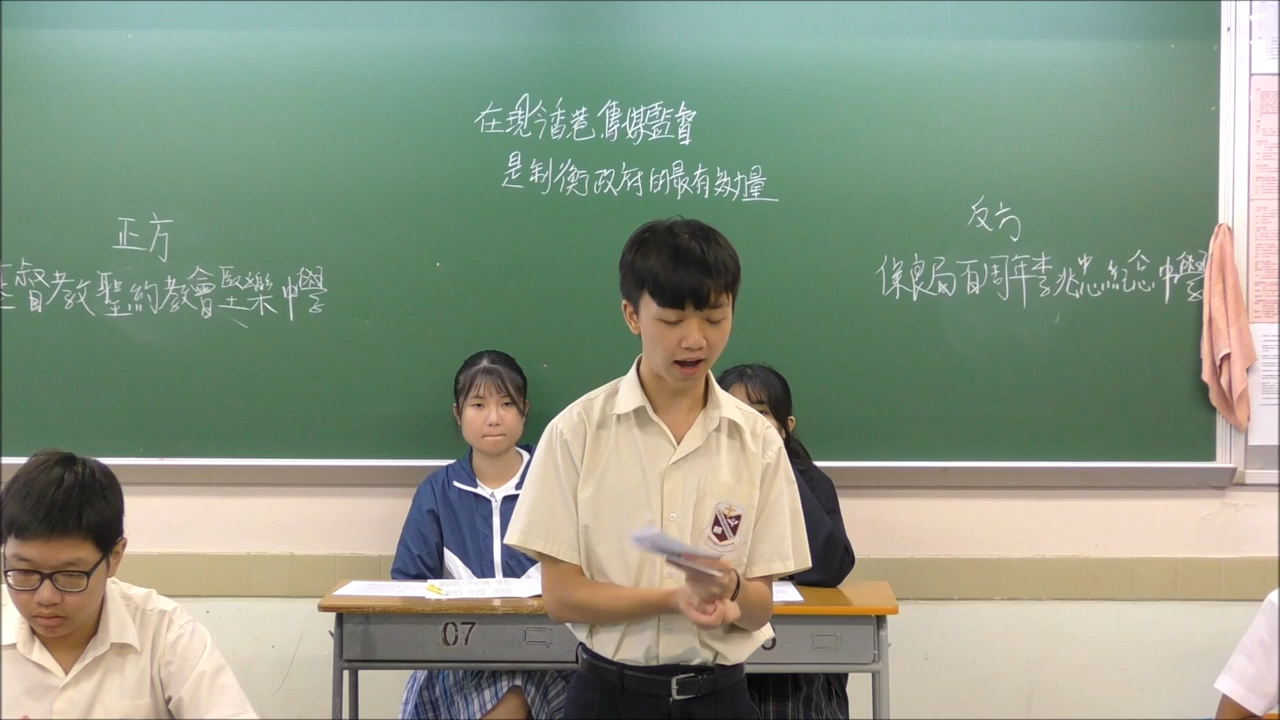 在現今香港,傳媒監督
是制衡政府的最有效力量
正方
基督教聖約教會堅樂中學
反方
保良局百周年李兆忠紀念中學
07